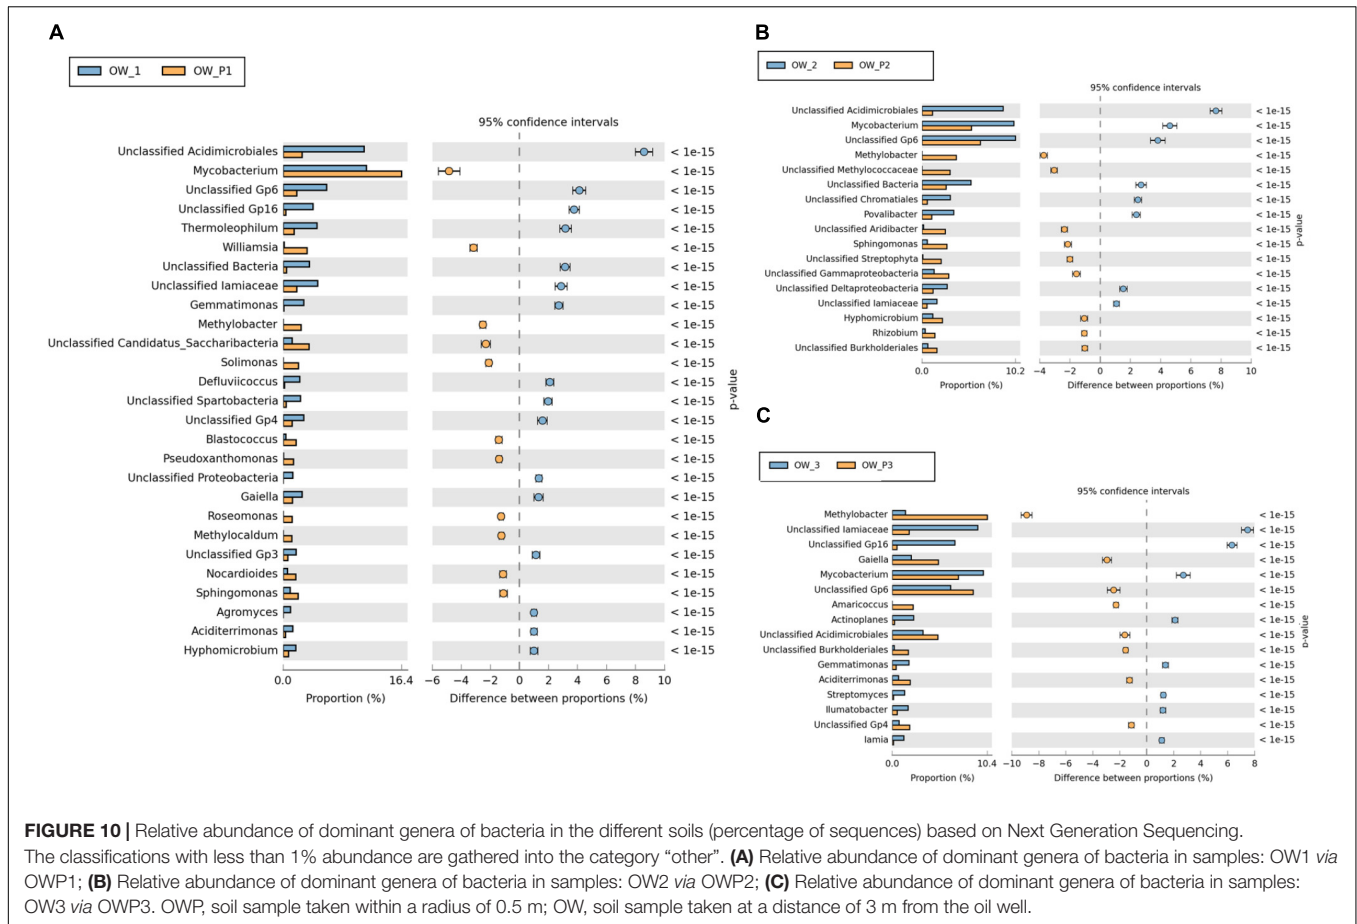 A
OW_1 OW_P1
95% confidence intervals
Unclassified Acidimicrobiales < 1e-15
Mycobacterium < 1e-15
Unclassified Gp6 < 1e-15
Unclassified Gp16 < 1e-15
Thermoleophilum < 1e-15
Williamsia < 1e-15
Unclassified Bacteria < 1e-15
Unclassified Iamiaceae < 1e-15
Gemmatimonas < 1e-15
Methylobacter < 1e-15
Unclassified Candidatus_Saccharibacteria < 1e-15
Solimonas < 1e-15
Defluviicoccus < 1e-15
Unclassified Spartobacteria < 1e-15
Unclassified Gp4 < 1e-15
Blastococcus < 1e-15
Pseudoxanthomonas < 1e-15
Unclassified Proteobacteria < 1e-15
Gaiella < 1e-15
Roseomonas < 1e-15
Methylocaldum < 1e-15
Unclassified Gp3 < 1e-15
Nocardioides < 1e-15
Sphingomonas < 1e-15
Agromyces < 1e-15
Aciditerrimonas < 1e-15
Hyphomicrobium < 1e-15
p-value
0.0 16.4 −6 −4 −2 0 2 4 6 8 10
Proportion (%) Difference between proportions (%)
B
OW_2 OW_P2
95% confidence intervals
Unclassified Acidimicrobiales < 1e-15
Mycobacterium < 1e-15
Unclassified Gp6 < 1e-15
Methylobacter < 1e-15
Unclassified Methylococcaceae < 1e-15
Unclassified Bacteria < 1e-15
Unclassified Chromatiales < 1e-15
Povalibacter < 1e-15
Unclassified Aridibacter < 1e-15
Sphingomonas < 1e-15
Unclassified Streptophyta < 1e-15
Unclassified Gammaproteobacteria < 1e-15
Unclassified Deltaproteobacteria < 1e-15
Unclassified Iamiaceae < 1e-15
Hyphomicrobium < 1e-15
Rhizobium < 1e-15
Unclassified Burkholderiales < 1e-15
p-value
0.0 10.2 −4 −2 0 2 4 6 8 10
Proportion (%) Difference between proportions (%)
C
OW_3 OW_P3
95% confidence intervals
Methylobacter < 1e-15
Unclassified Iamiaceae < 1e-15
Unclassified Gp16 < 1e-15
Gaiella < 1e-15
Mycobacterium < 1e-15
Unclassified Gp6 < 1e-15
Amaricoccus < 1e-15
Actinoplanes < 1e-15
Unclassified Acidimicrobiales < 1e-15
Unclassified Burkholderiales < 1e-15
Gemmatimonas < 1e-15
Aciditerrimonas < 1e-15
Streptomyces < 1e-15
Ilumatobacter < 1e-15
Unclassified Gp4 < 1e-15
Iamia < 1e-15
p-value
0.0 10.4 −10 −8 −6 −4 −2 0 2 4 6 8
Proportion (%) Difference between proportions (%)
FIGURE 10 | Relative abundance of dominant genera of bacteria in the different soils (percentage of sequences) based on Next Generation Sequencing.
The classifications with less than 1% abundance are gathered into the category “other”. (A) Relative abundance of dominant genera of bacteria in samples: OW1 via
OWP1; (B) Relative abundance of dominant genera of bacteria in samples: OW2 via OWP2; (C) Relative abundance of dominant genera of bacteria in samples:
OW3 via OWP3. OWP, soil sample taken within a radius of 0.5 m; OW, soil sample taken at a distance of 3 m from the oil well.